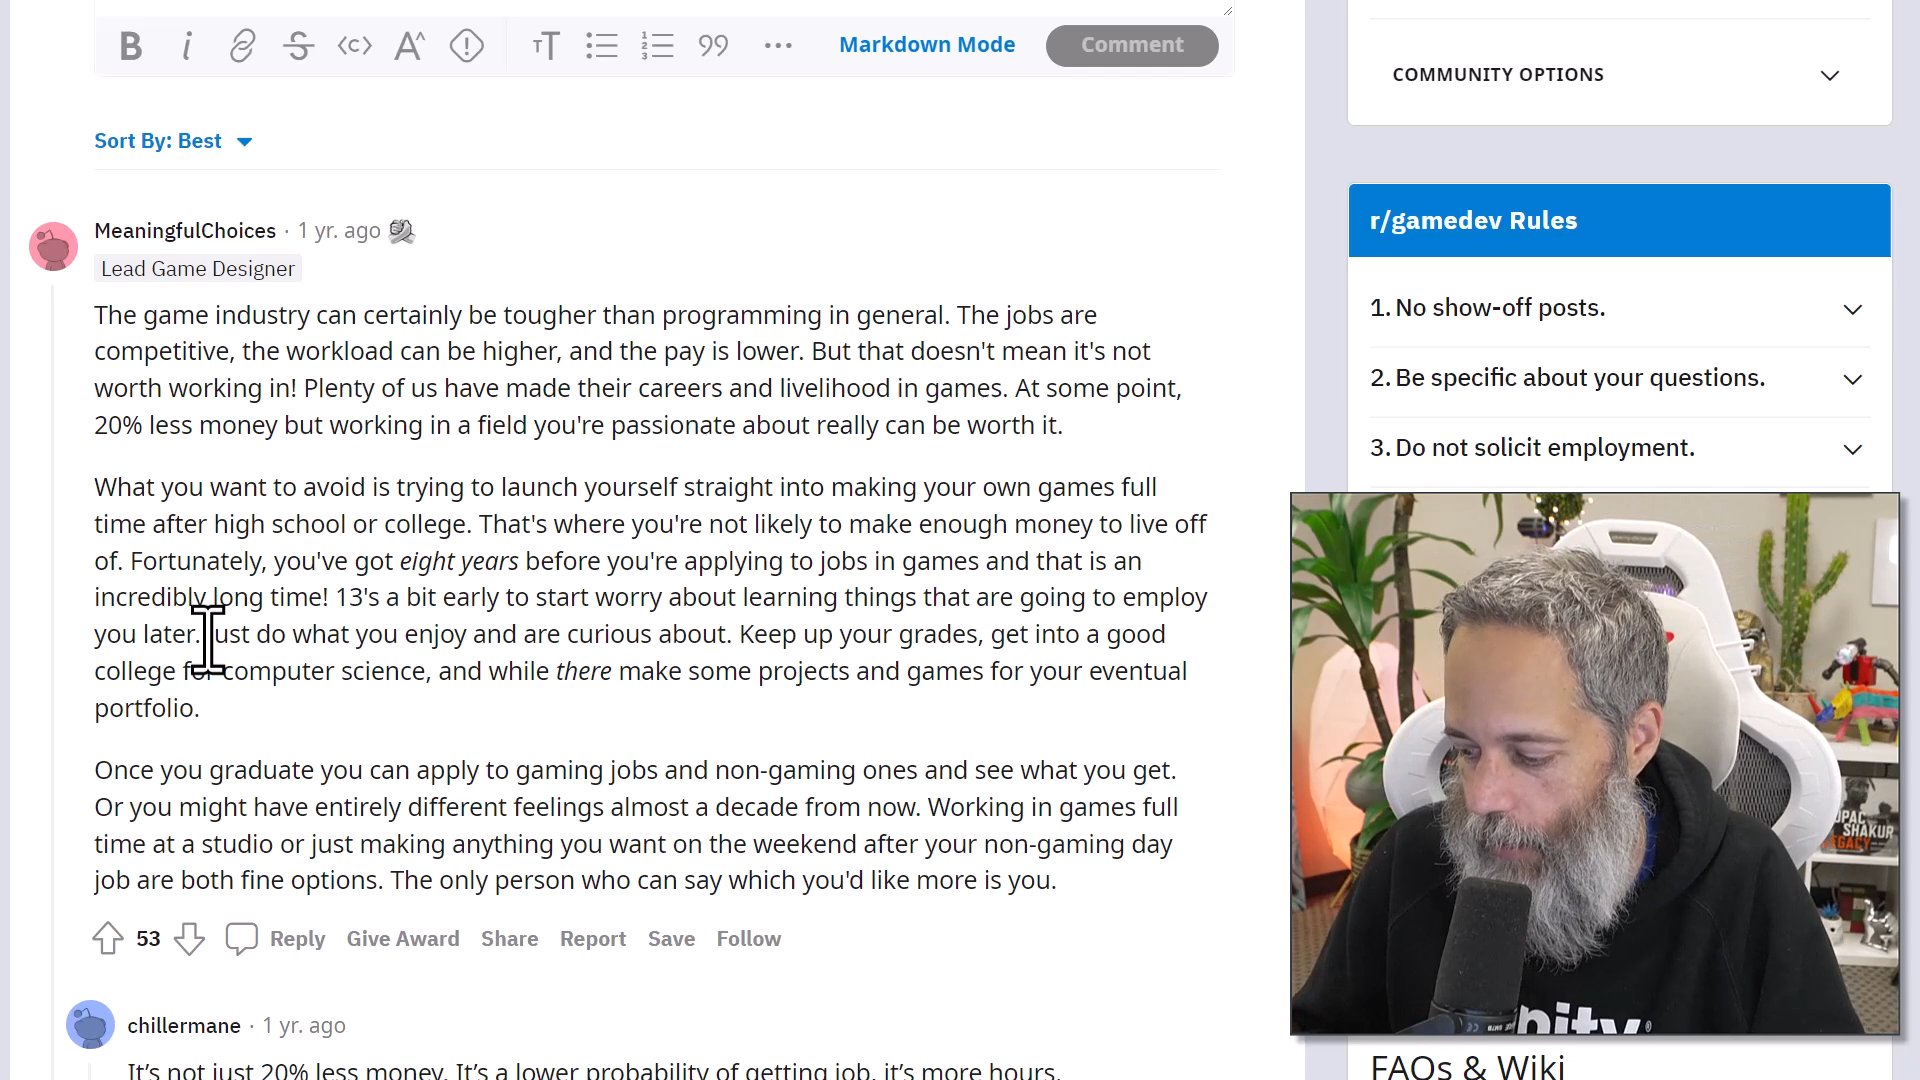 Markdown Mode
Comment
COMMUNITY OPTIONS
Sort By: Best
r/gamedev Rules
1. No show-off posts.
2. Be specific about your questions.
3. Do not solicit employment.
MeaningfulChoices · 1 yr. ago
Lead Game Designer
The game industry can certainly be tougher than programming in general. The jobs are
competitive, the workload can be higher, and the pay is lower. But that doesn't mean it's not
worth working in! Plenty of us have made their careers and livelihood in games. At some point,
20% less money but working in a field you're passionate about really can be worth it.
What you want to avoid is trying to launch yourself straight into making your own games full
time after high school or college. That's where you're not likely to make enough money to live off
of. Fortunately, you've got eight years before you're applying to jobs in games and that is an
incredibly long time! 13's a bit early to start worry about learning things that are going to employ
you later. Just do what you enjoy and are curious about. Keep up your grades, get into a good
college for computer science, and while there make some projects and games for your eventual
portfolio.
Once you graduate you can apply to gaming jobs and non-gaming ones and see what you get.
Or you might have entirely different feelings almost a decade from now. Working in games full
time at a studio or just making anything you want on the weekend after your non-gaming day
job are both fine options. The only person who can say which you'd like more is you.
53 Reply Give Award Share Report Save Follow
chillermane · 1 yr. ago
It's not just 20% less money. It's a lower probability of getting job, it's more hours.
SHAKUR
LEGACY
nity
FAQs & Wiki